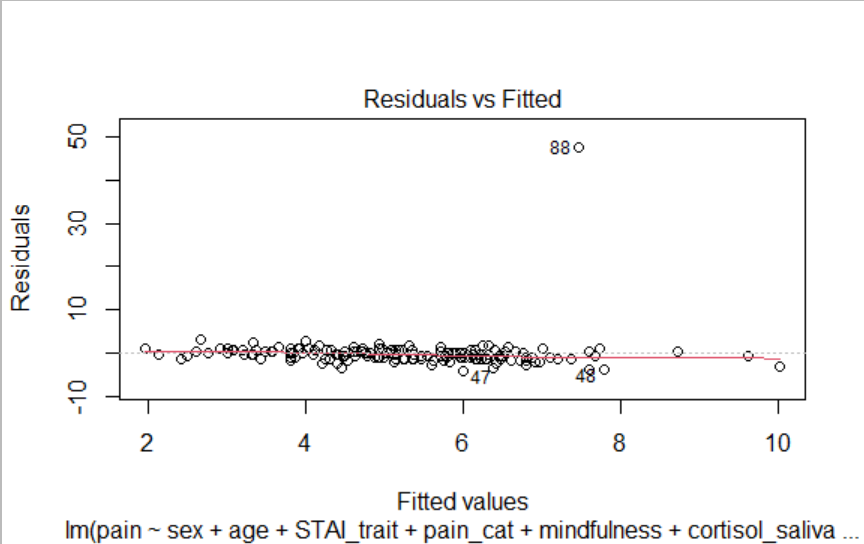 Residuals vs Fitted
50
30
10
-10
Residuals
88
47
48
2 4 6 8 10
Fitted values
lm(pain ~ sex + age + STAI_trait + pain_cat + mindfulness + cortisol_saliva ...